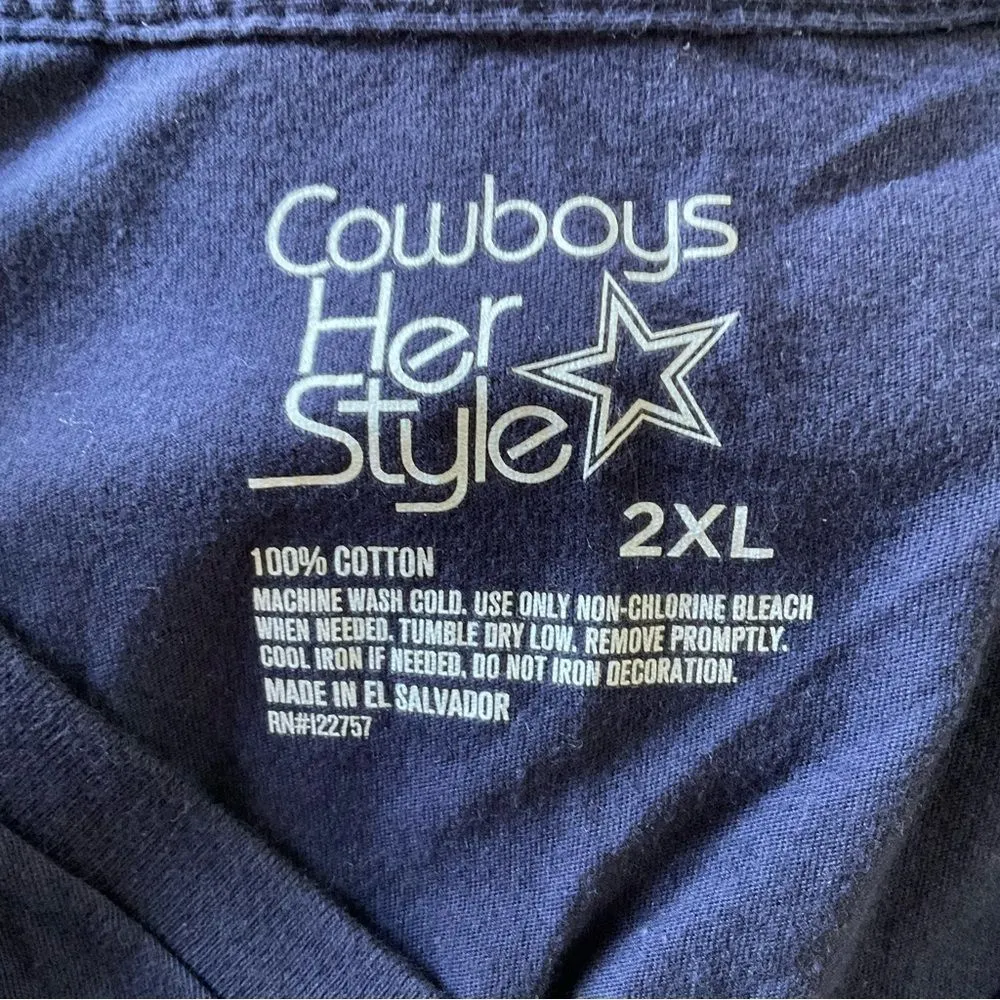 Cowboys
Her
Style
2XL
100% COTTON
MACHINE WASH COLD. USE ONLY NON-CHLORINE BLEACH
WHEN NEEDED. TUMBLE DRY LOW. REMOVE PROMPTLY.
COOL IRON IF NEEDED. DO NOT IRON DECORATION.
MADE IN EL SALVADOR
RN#122757